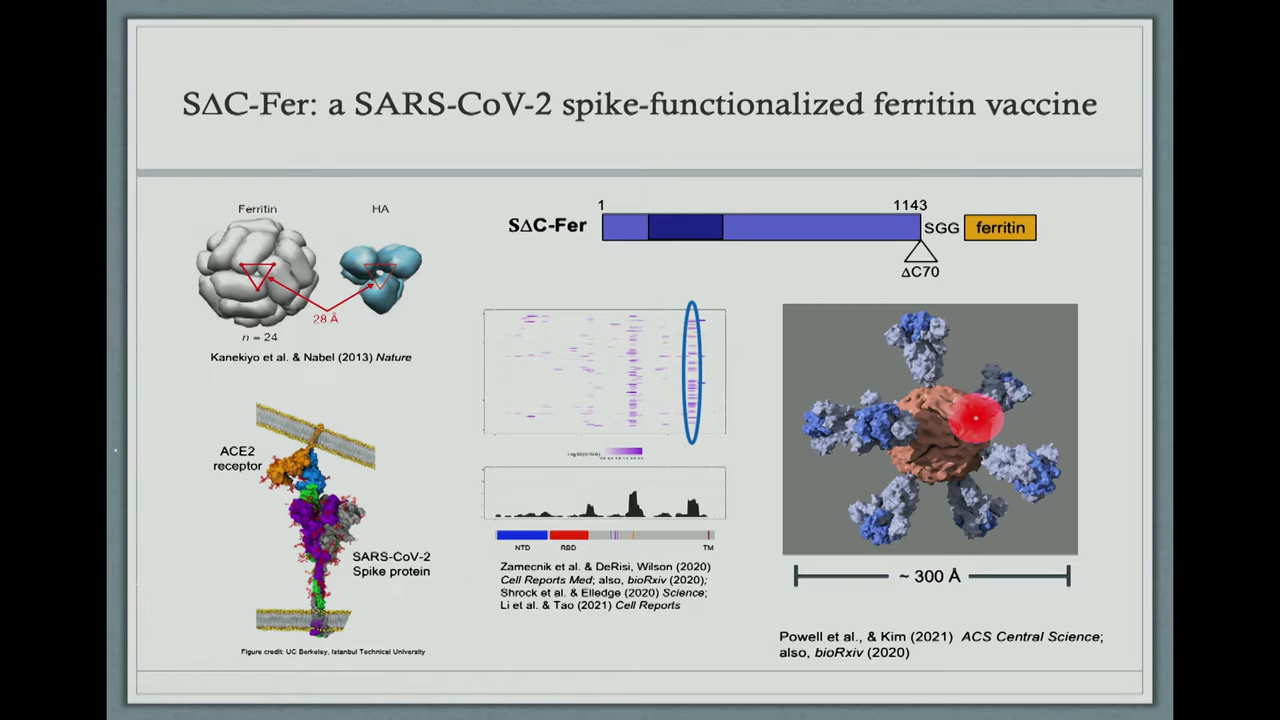 SΔC-Fer: a SARS-CoV-2 spike-functionalized ferritin vaccine
Ferritin
HA
28 Å
n = 24
Kanekiyo et al. & Nabel (2013) Nature
1
1143
SΔC-Fer
SGG
ferritin
ΔC70
ACE2
receptor
SARS-CoV-2
Spike protein
Figure credit: UC Berkeley, Istanbul Technical University
NTD
RBD
TM
Zamecnik et al. & DeRisi, Wilson (2020)
Cell Reports Med; also, bioRxiv (2020);
Shrock et al. & Elledge (2020) Science;
Li et al. & Tao (2021) Cell Reports
~ 300 Å
Powell et al., & Kim (2021) ACS Central Science;
also, bioRxiv (2020)